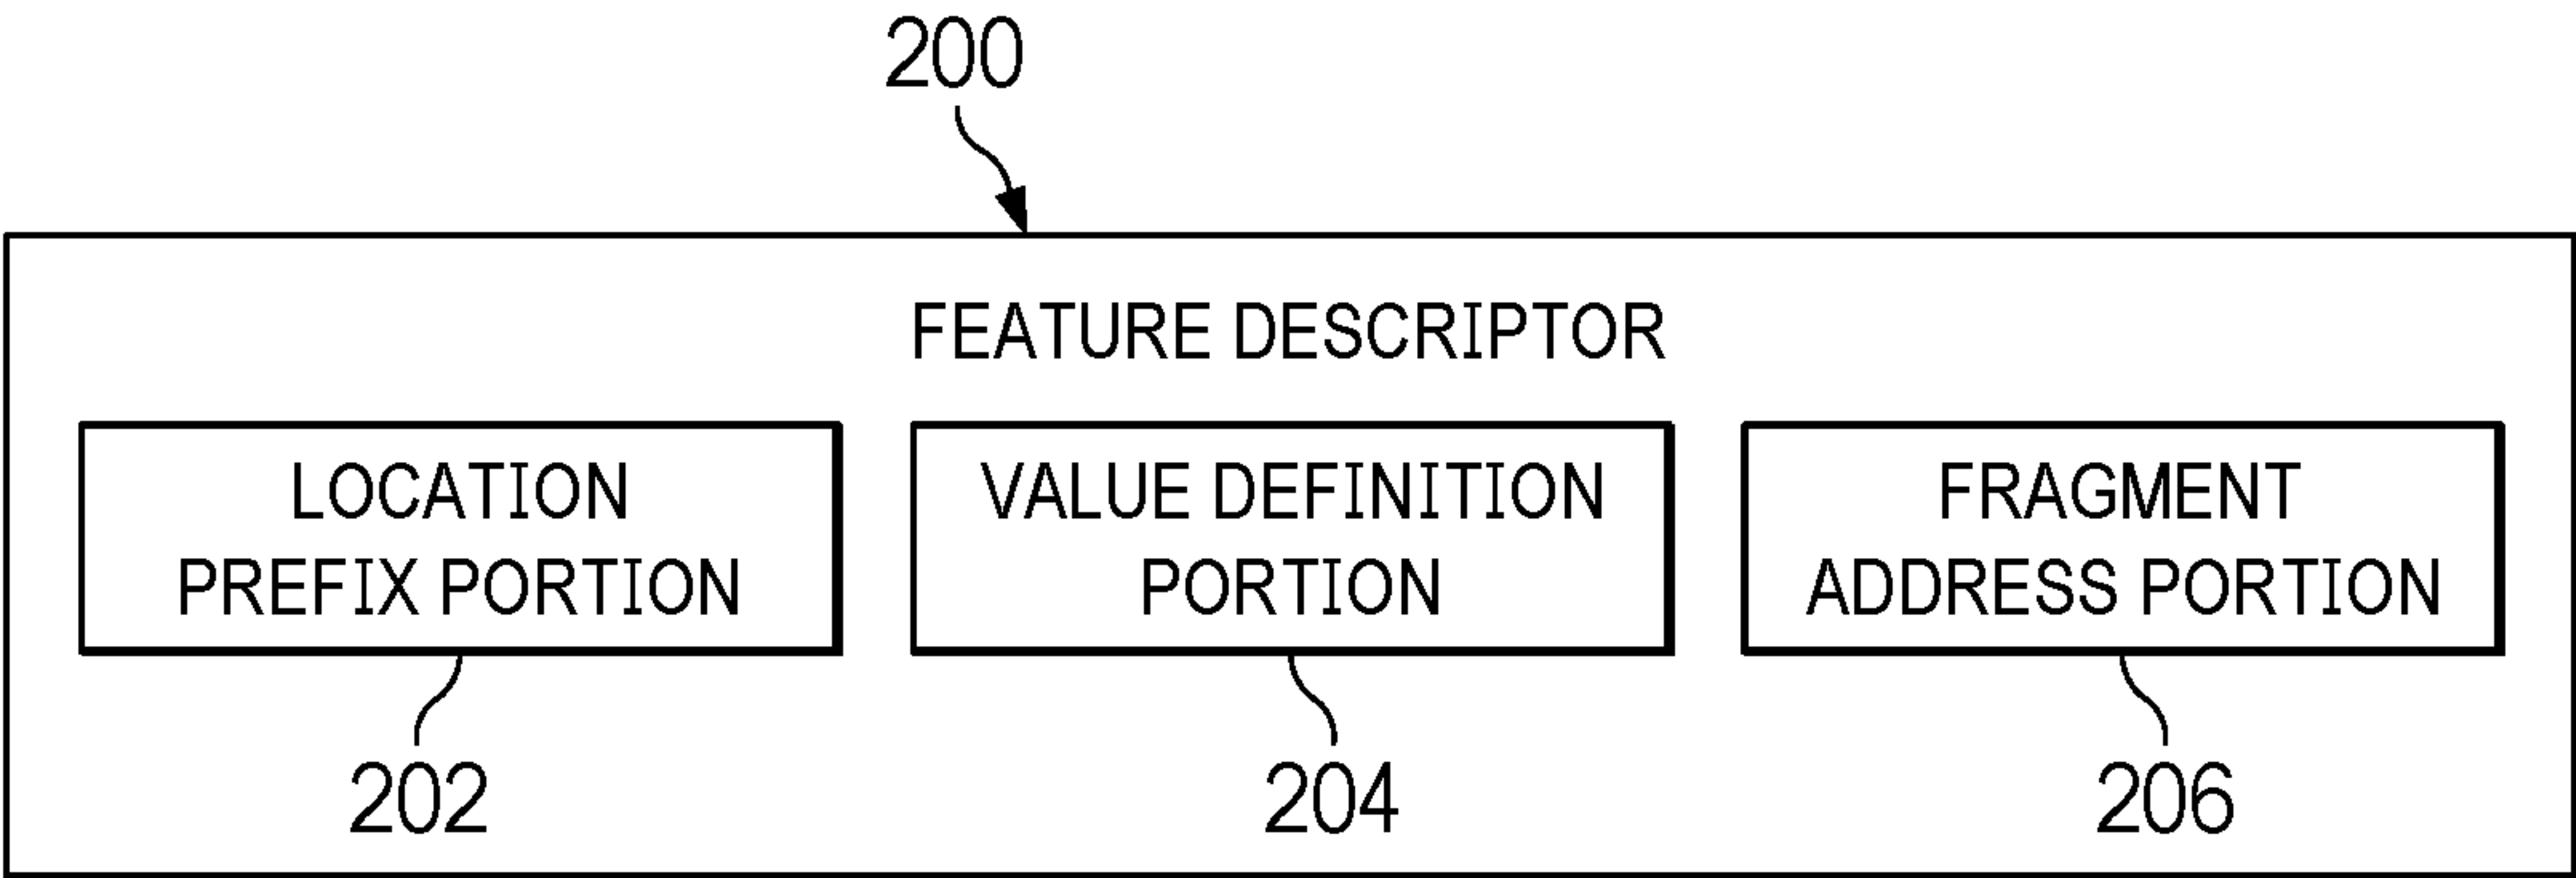 200
FEATURE DESCRIPTOR
LOCATION
PREFIX PORTION
VALUE DEFINITION
PORTION
FRAGMENT
ADDRESS PORTION
202
204
206